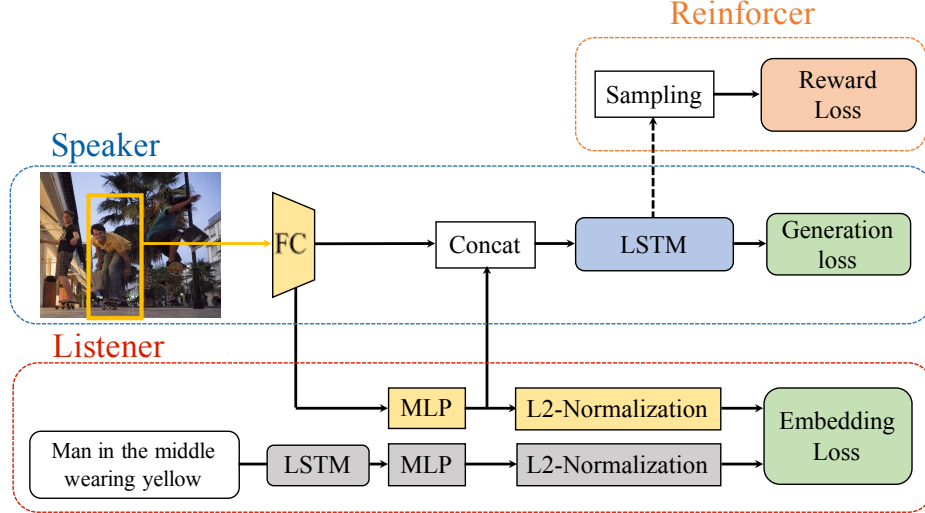 Reinforcer
Sampling
Reward
Loss
Speaker
FC
Concat
LSTM
Generation
loss
Listener
MLP
L2-Normalization
Embedding
Loss
Man in the middle
wearing yellow
LSTM
MLP
L2-Normalization